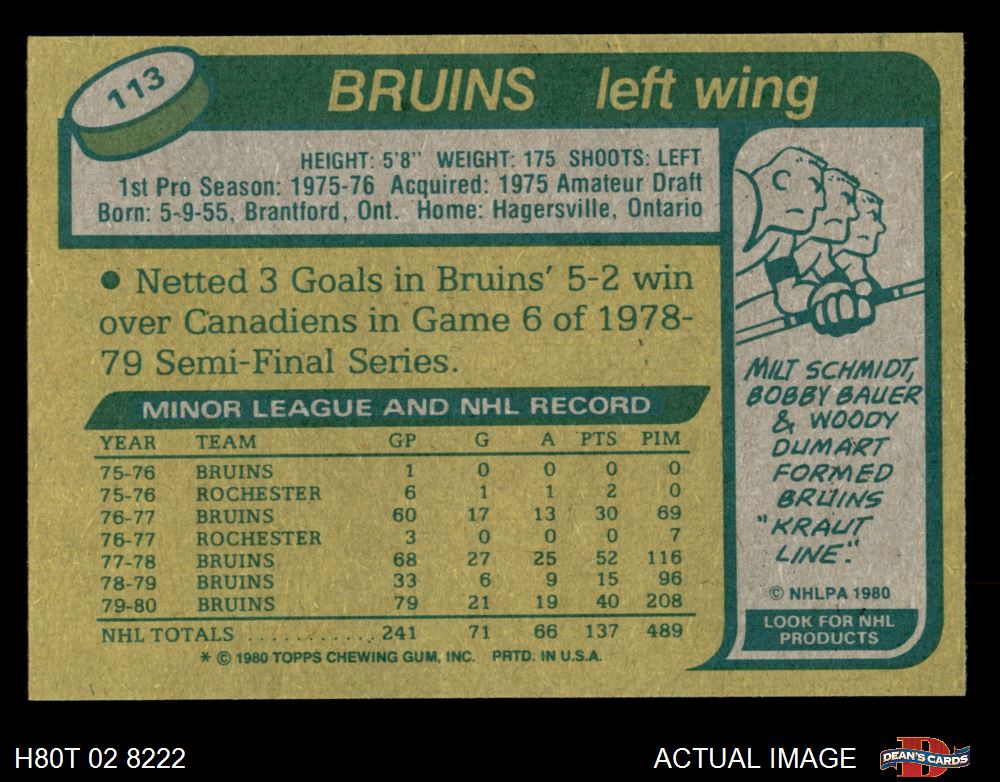 113
BRUINS left wing
HEIGHT: 5'8" WEIGHT: 175 SHOOTS: LEFT
1st Pro Season: 1975-76 Acquired: 1975 Amateur Draft
Born: 5-9-55, Brantford, Ont. Home: Hagersville, Ontario
● Netted 3 Goals in Bruins' 5-2 win
over Canadiens in Game 6 of 1978-
79 Semi-Final Series.
MINOR LEAGUE AND NHL RECORD
YEAR TEAM GP G A PTS PIM
75-76 BRUINS 1 0 0 0 0
75-76 ROCHESTER 6 1 1 2 0
76-77 BRUINS 60 17 13 30 69
76-77 ROCHESTER 3 0 0 0 7
77-78 BRUINS 68 27 25 52 116
78-79 BRUINS 33 6 9 15 96
79-80 BRUINS 79 21 19 40 208
NHL TOTALS ........... 241 71 66 137 489
* © 1980 TOPPS CHEWING GUM, INC. PRTD. IN U.S.A.
MILT SCHMIDT,
BOBBY BAUER
& WOODY
DUMART
FORMED
BRUINS
"KRAUT
LINE."
© NHLPA 1980
LOOK FOR NHL
PRODUCTS
H80T 02 8222
ACTUAL IMAGE
D
DEAN'S CARDS